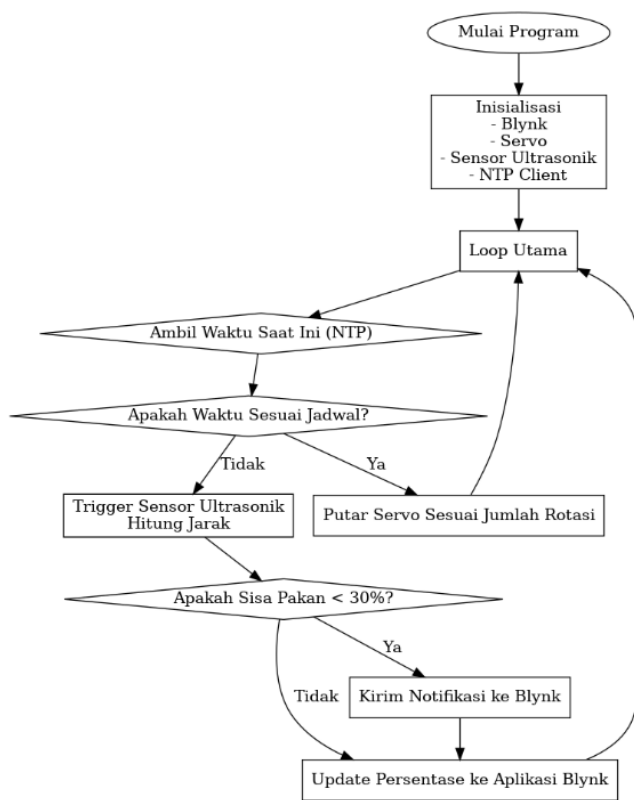 Mulai Program
Inisialisasi
- Blynk
- Servo
- Sensor Ultrasonik
- NTP Client
Loop Utama
Ambil Waktu Saat Ini (NTP)
Apakah Waktu Sesuai Jadwal?
Tidak
Ya
Trigger Sensor Ultrasonik
Hitung Jarak
Putar Servo Sesuai Jumlah Rotasi
Apakah Sisa Pakan < 30%?
Ya
Tidak
Kirim Notifikasi ke Blynk
Update Persentase ke Aplikasi Blynk